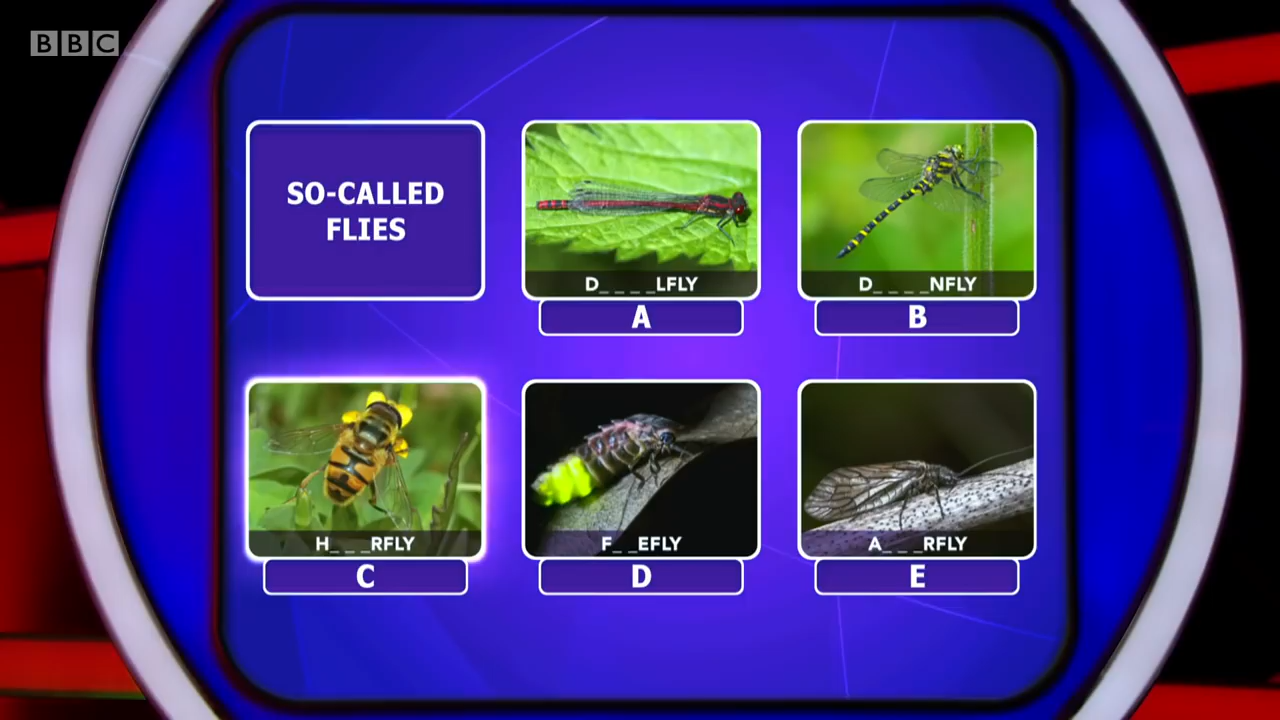 BBC
SO-CALLED
FLIES
D_ _ _ _LFLY
A
D_ _ _ _NFLY
B
H_ _ _RFLY
C
F_ _EFLY
D
A_ _ _RFLY
E